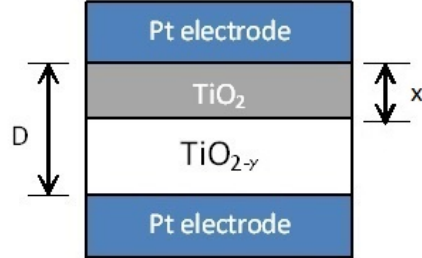 Pt electrode
TiO₂
x
D
TiO₂₋ᵧ
Pt electrode